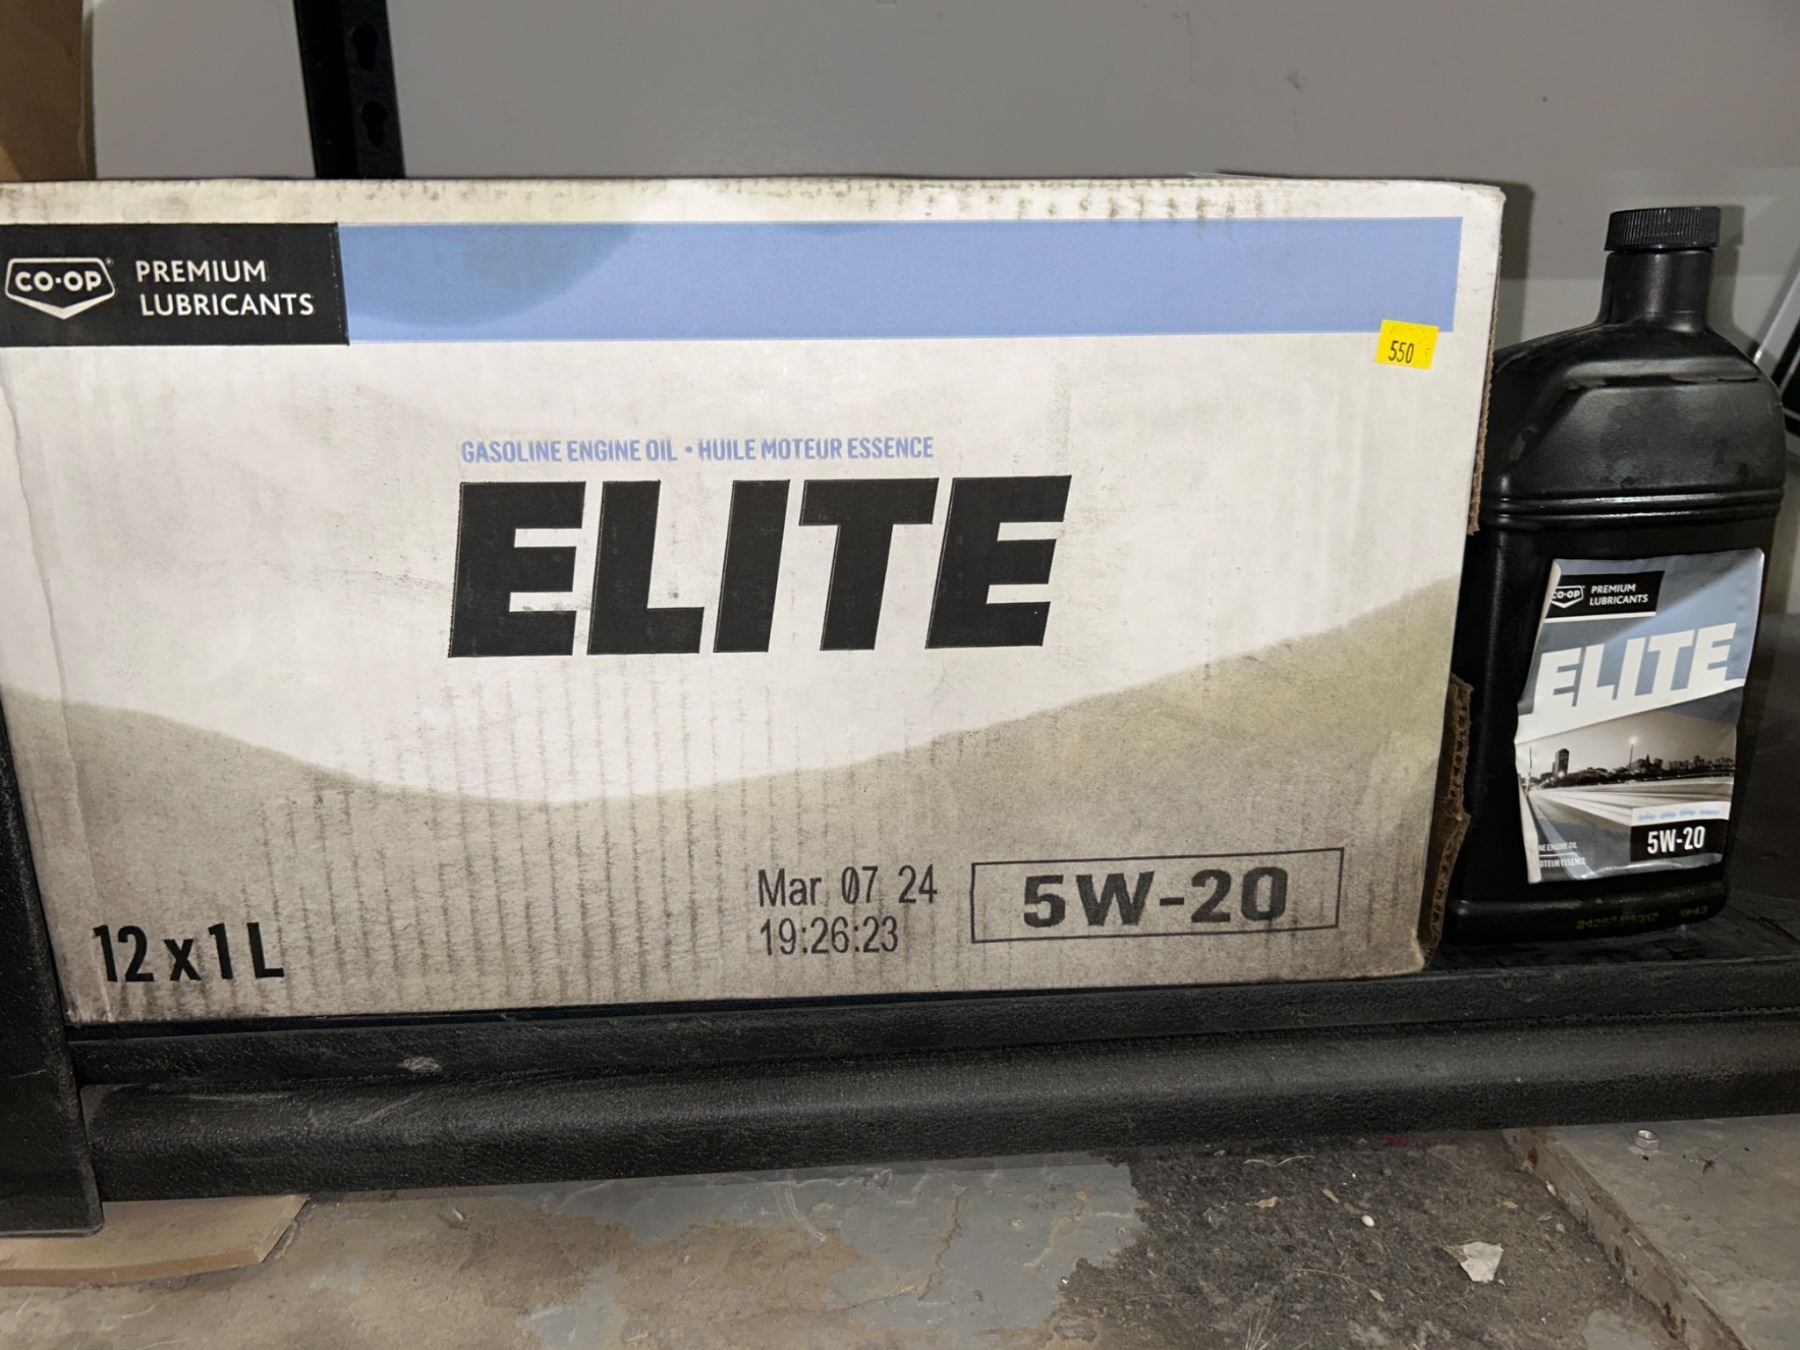 CO-OP
PREMIUM
LUBRICANTS
550
GASOLINE ENGINE OIL • HUILE MOTEUR ESSENCE
ELITE
12 x 1 L
Mar 07 24
19:26:23
5W-20
CO-OP
PREMIUM
LUBRICANTS
ELITE
5W-20